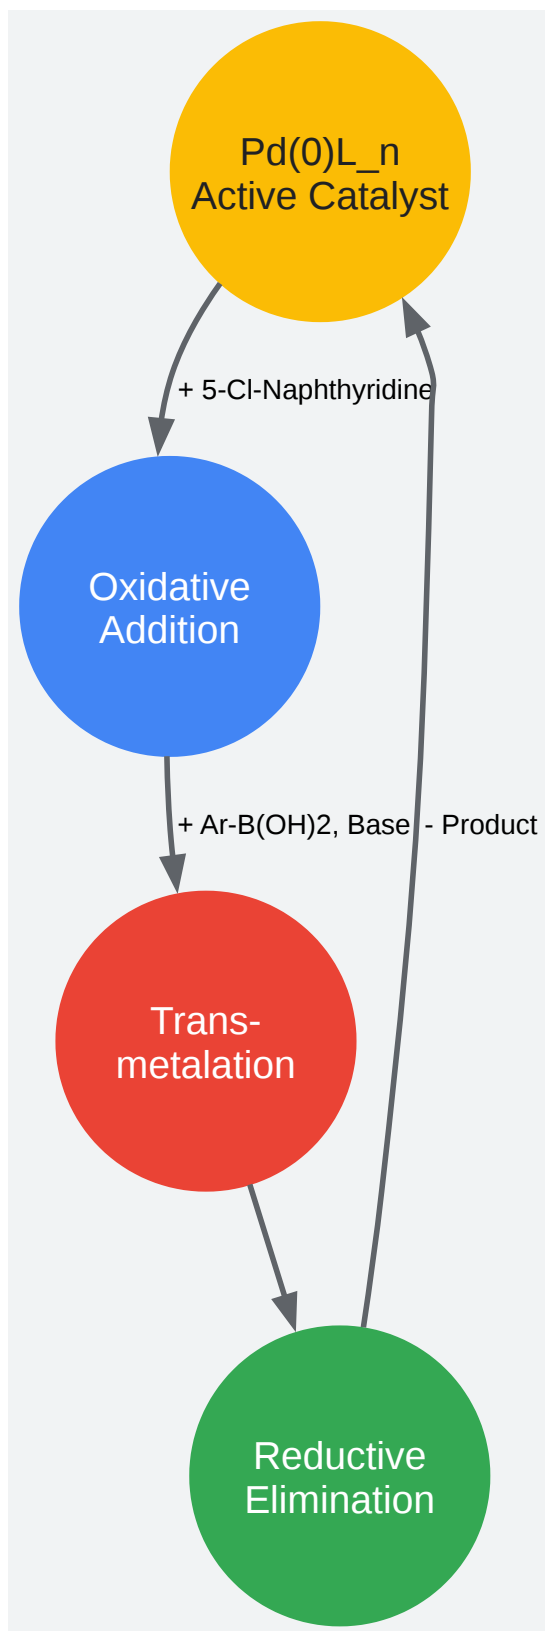 Pd(0)L_n
Active Catalyst
+ 5-Cl-Naphthyridine
Oxidative
Addition
+ Ar-B(OH)2, Base
- Product
Trans-
metalation
Reductive
Elimination